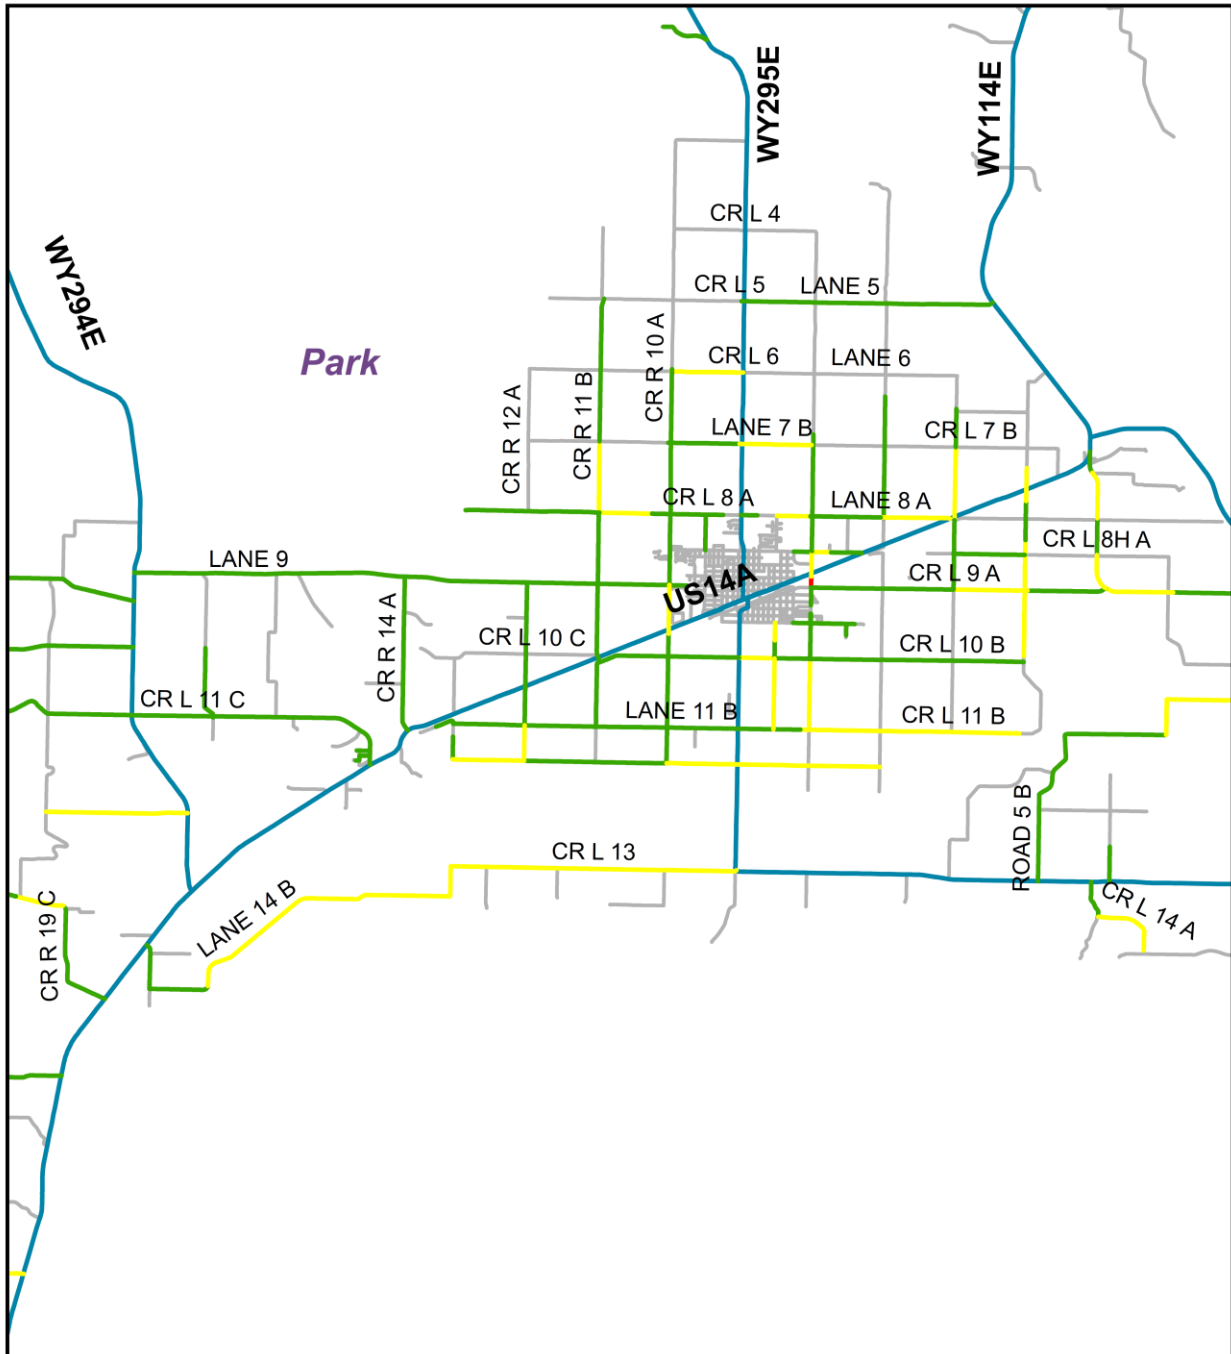 WY295E
WY114E
CR L 4
WY294E
CR L 5
LANE 5
CR R 10 A
Park
CR L 6
LANE 6
CR R 12 A
CR R 11 B
LANE 7 B
CR L 7 B
CR L 8 A
LANE 8 A
CR L 8H A
LANE 9
CR L 9 A
US14A
CR R 14 A
CR L 10 C
CR L 10 B
CR L 11 C
LANE 11 B
CR L 11 B
ROAD 5 B
CR L 13
CR L 14 A
LANE 14 B
CR R 19 C